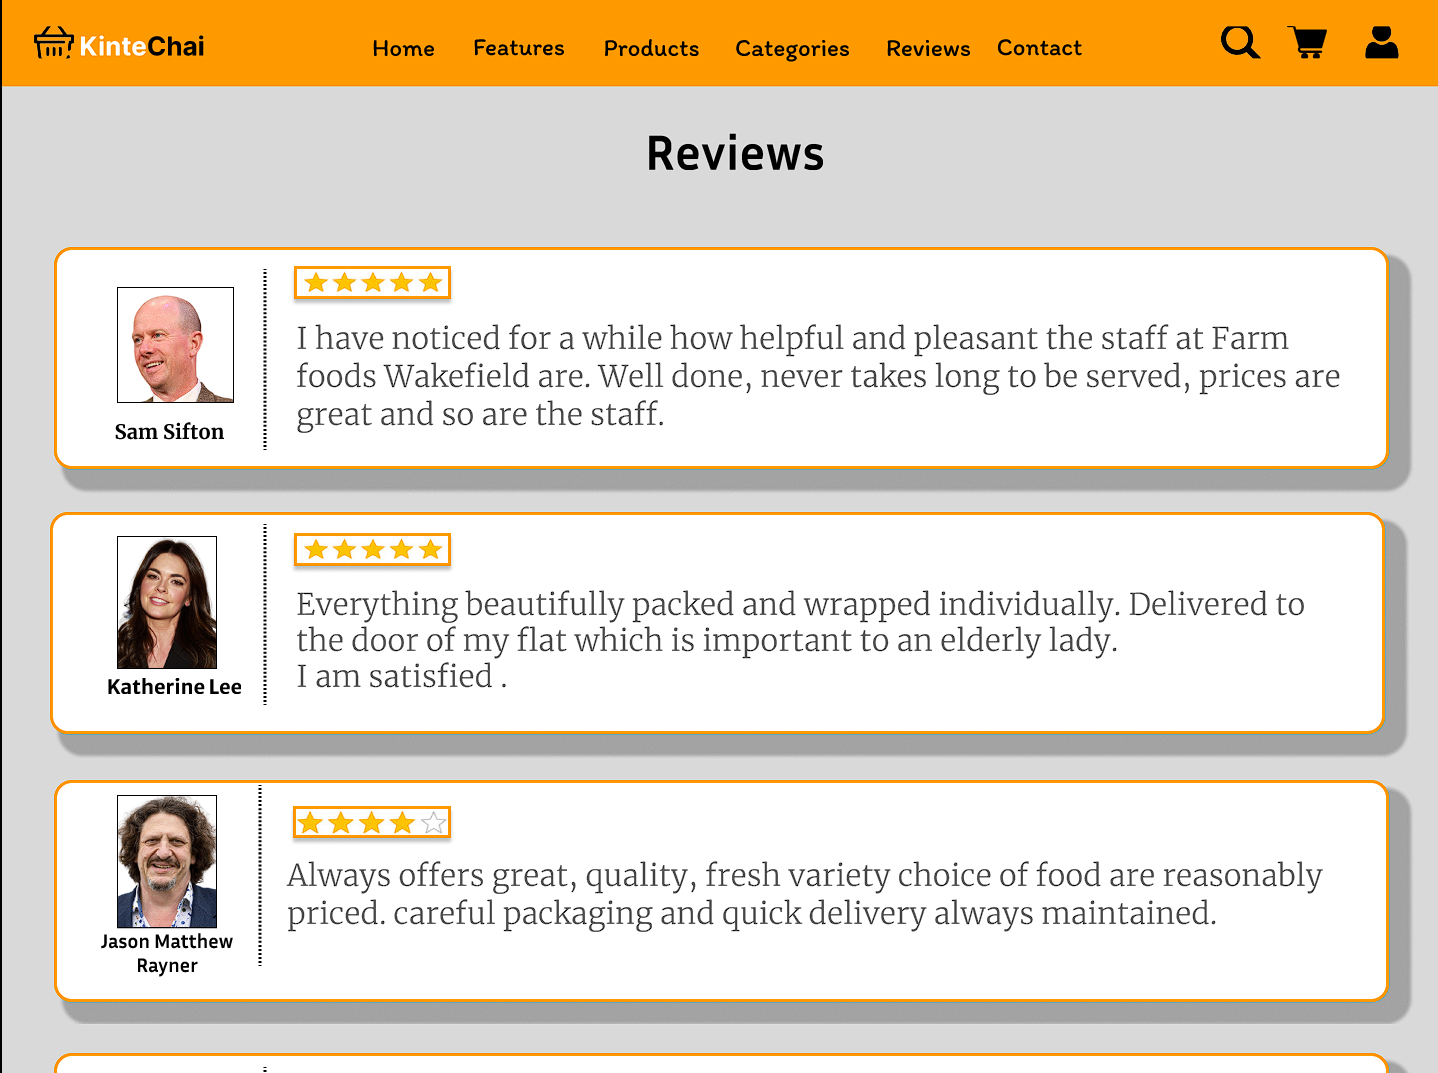 KinteChai
Home Features Products Categories Reviews Contact
Reviews
Sam Sifton
I have noticed for a while how helpful and pleasant the staff at Farm
foods Wakefield are. Well done, never takes long to be served, prices are
great and so are the staff.
Katherine Lee
Everything beautifully packed and wrapped individually. Delivered to
the door of my flat which is important to an elderly lady.
I am satisfied .
Jason Matthew
Rayner
Always offers great, quality, fresh variety choice of food are reasonably
priced. careful packaging and quick delivery always maintained.